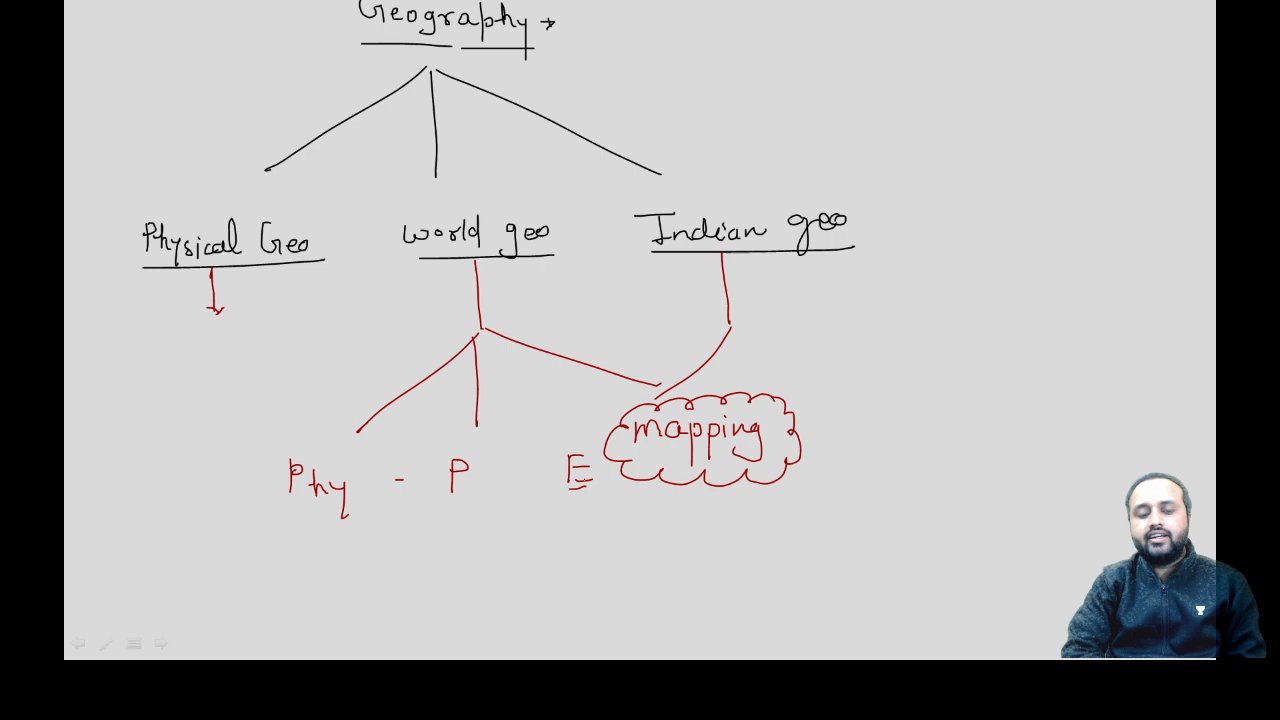 Geography →
Physical Geo
World geo
Indian geo
mapping
Phy - P E